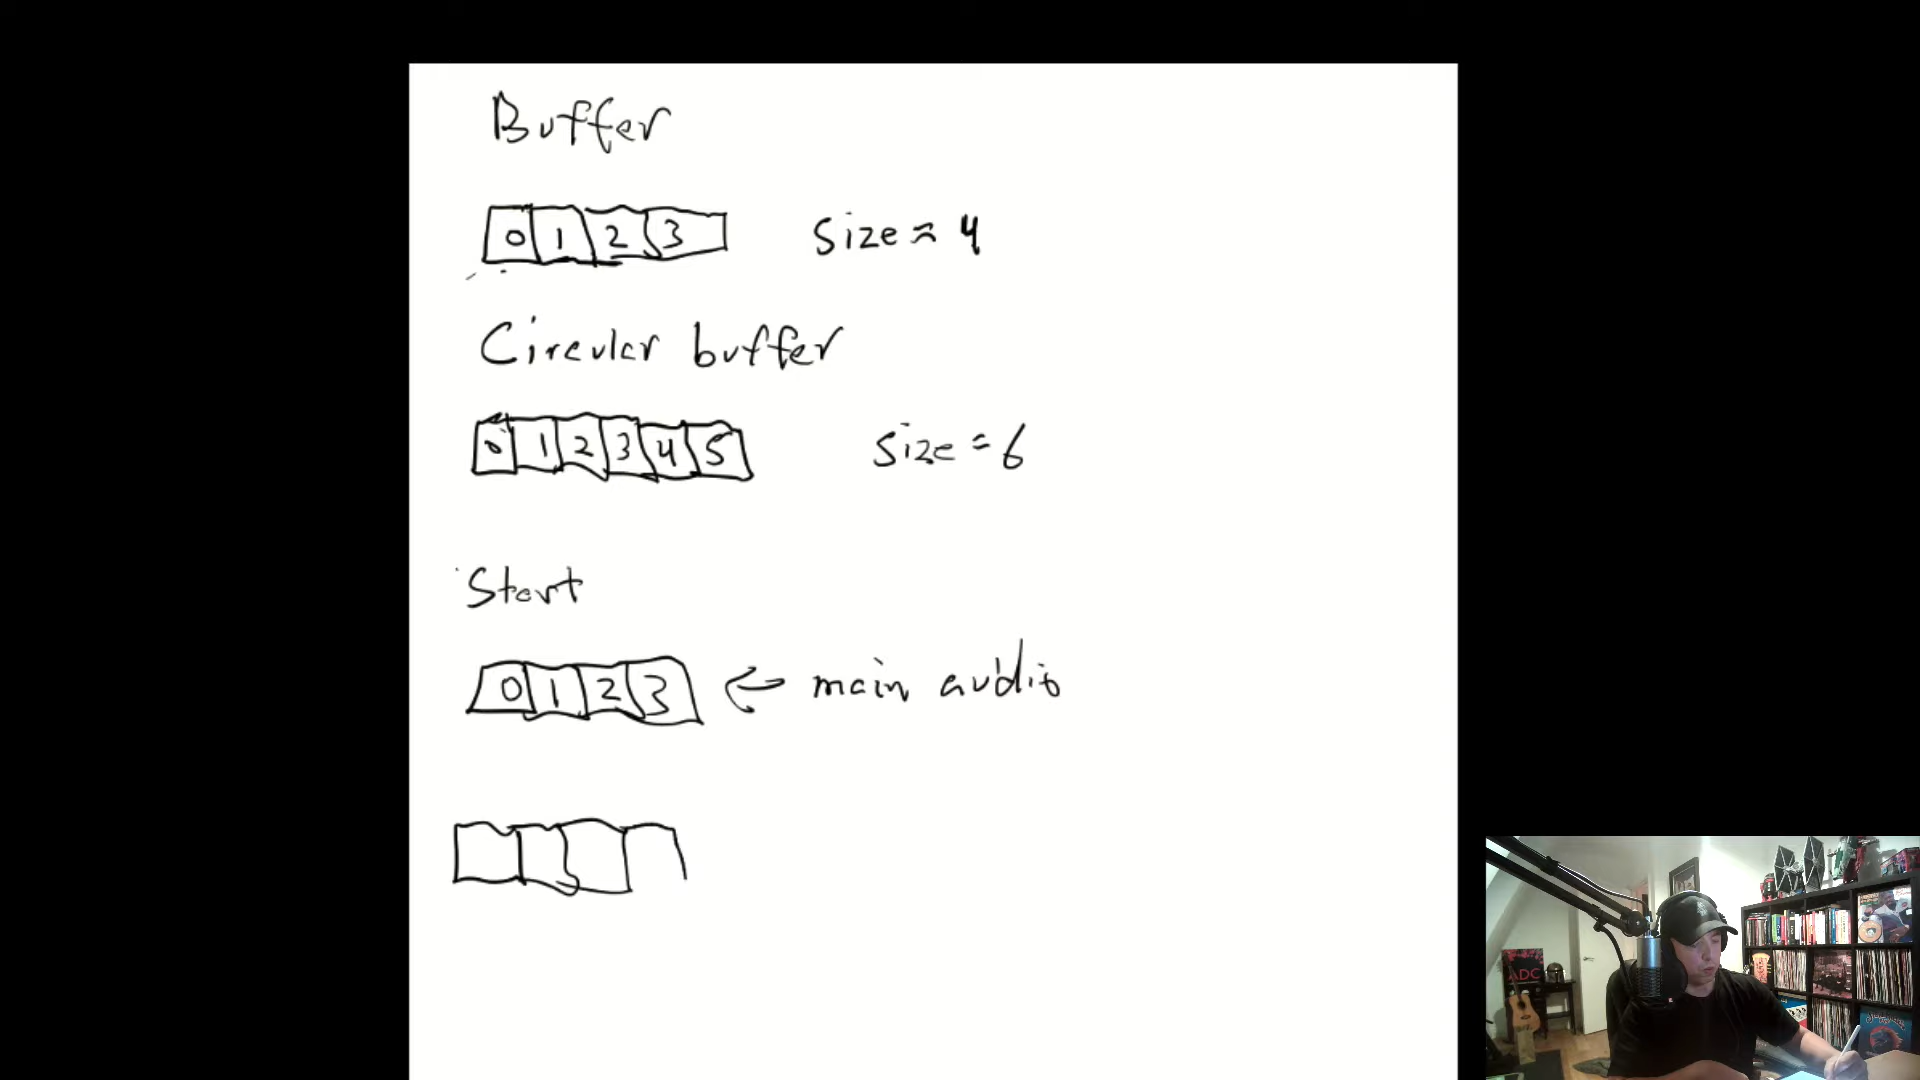 Buffer
0 1 2 3 size = 4
Circular buffer
0 1 2 3 4 5 size = 6
Start
0 1 2 3 ← main audio
ADC